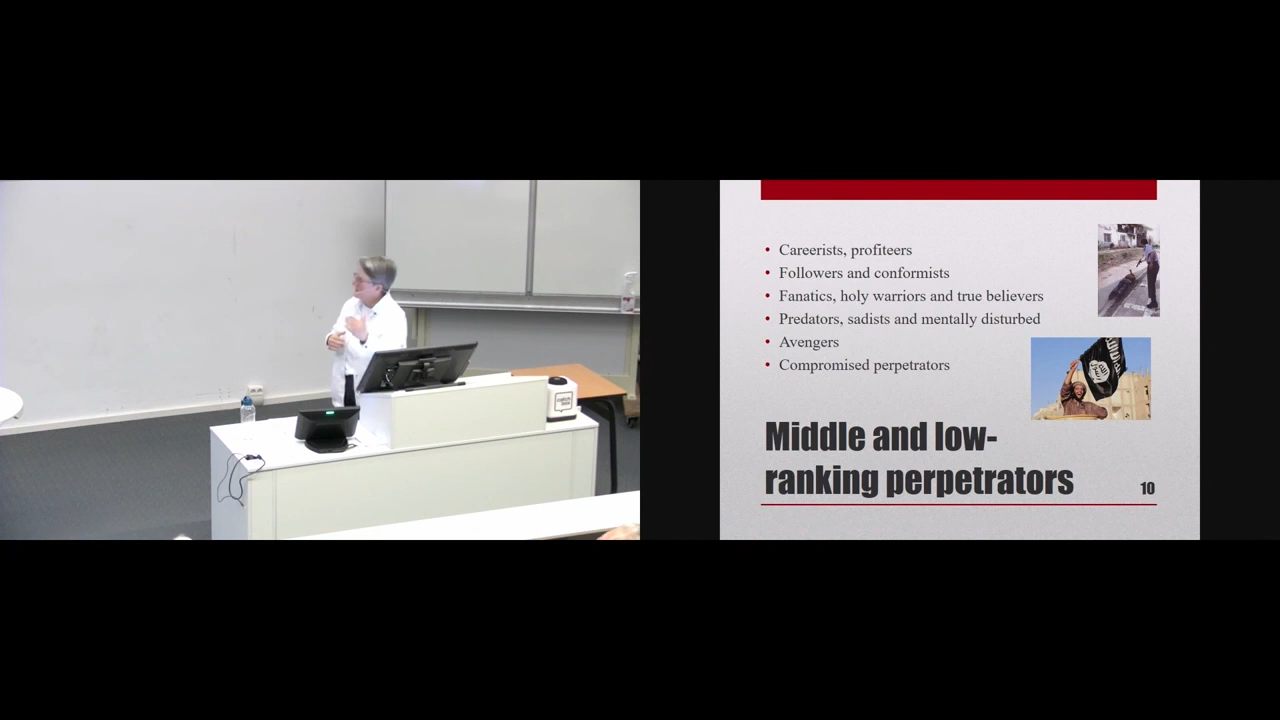 Careerists, profiteers
Followers and conformists
Fanatics, holy warriors and true believers
Predators, sadists and mentally disturbed
Avengers
Compromised perpetrators
Middle and low-
ranking perpetrators
10